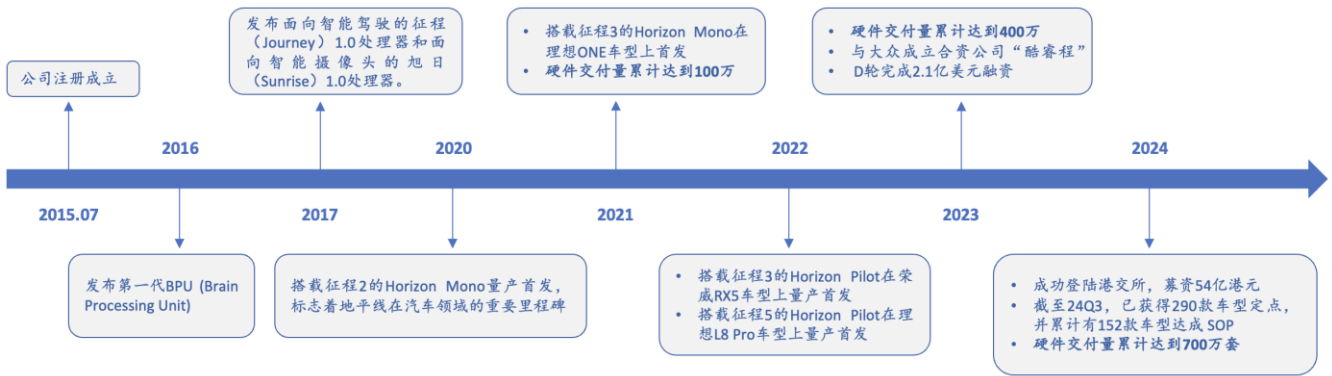 公司注册成立
发布面向智能驾驶的征程
（Journey）1.0处理器和面
向智能摄像头的旭日
（Sunrise）1.0处理器。
• 搭载征程3的Horizon Mono在
理想ONE车型上首发
• 硬件交付量累计达到100万
• 硬件交付量累计达到400万
• 与大众成立合资公司“酷睿程”
• D轮完成2.1亿美元融资
2016
2020
2022
2024
2015.07
2017
2021
2023
发布第一代BPU (Brain
Processing Unit)
搭载征程2的Horizon Mono量产首发，
标志着地平线在汽车领域的重要里程碑
• 搭载征程3的Horizon Pilot在荣
威RX5车型上量产首发
• 搭载征程5的Horizon Pilot在理
想L8 Pro车型上量产首发
• 成功登陆港交所，募资54亿港元
• 截至24Q3，已获得290款车型定点，
并累计有152款车型达成 SOP
• 硬件交付量累计达到700万套